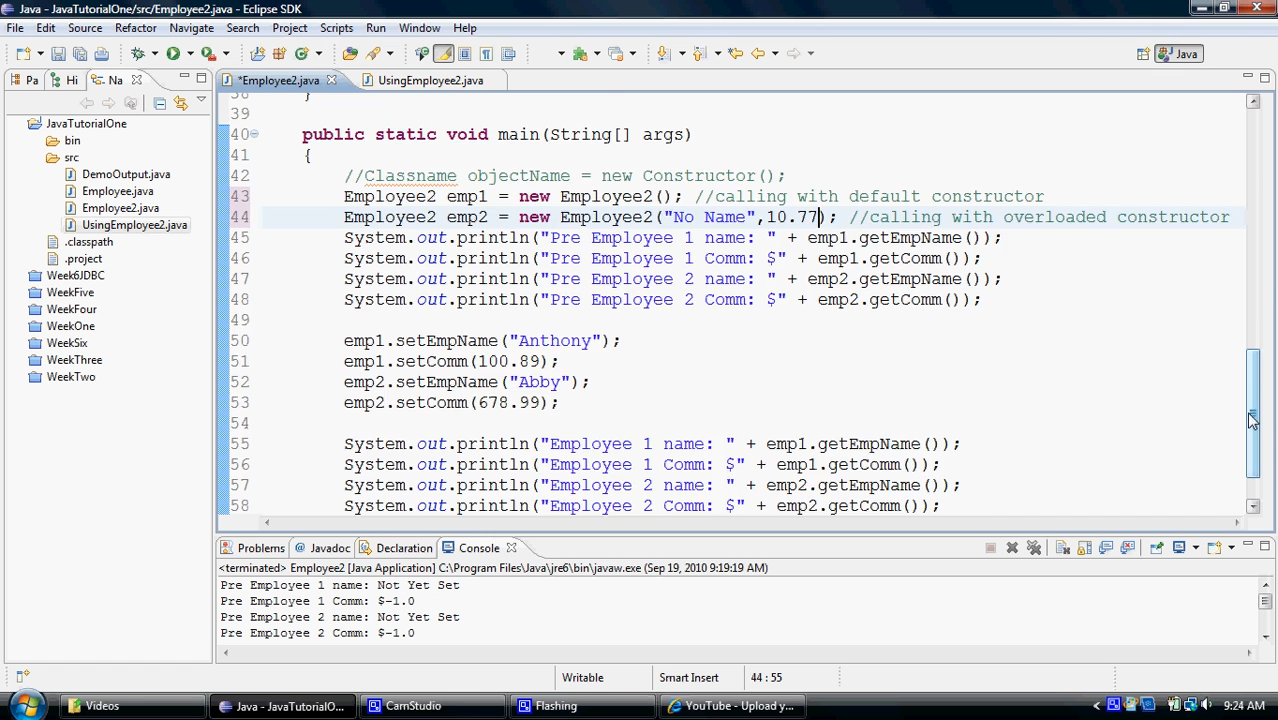 Java - JavaTutorialOne/src/Employee2.java - Eclipse SDK
File Edit Source Refactor Navigate Search Project Scripts Run Window Help
Java
Pa Hi Na
*Employee2.java UsingEmployee2.java
JavaTutorialOne
bin
src
DemoOutput.java
Employee.java
Employee2.java
UsingEmployee2.java
.classpath
.project
Week6JDBC
WeekFive
WeekFour
WeekOne
WeekSix
WeekThree
WeekTwo
38 }
39
40 public static void main(String[] args)
41 {
42 //Classname objectName = new Constructor();
43 Employee2 emp1 = new Employee2(); //calling with default constructor
44 Employee2 emp2 = new Employee2("No Name",10.77); //calling with overloaded constructor
45 System.out.println("Pre Employee 1 name: " + emp1.getEmpName());
46 System.out.println("Pre Employee 1 Comm: $" + emp1.getComm());
47 System.out.println("Pre Employee 2 name: " + emp2.getEmpName());
48 System.out.println("Pre Employee 2 Comm: $" + emp2.getComm());
49
50 emp1.setEmpName("Anthony");
51 emp1.setComm(100.89);
52 emp2.setEmpName("Abby");
53 emp2.setComm(678.99);
54
55 System.out.println("Employee 1 name: " + emp1.getEmpName());
56 System.out.println("Employee 1 Comm: $" + emp1.getComm());
57 System.out.println("Employee 2 name: " + emp2.getEmpName());
58 System.out.println("Employee 2 Comm: $" + emp2.getComm());
Problems @ Javadoc Declaration Console
<terminated> Employee2 [Java Application] C:\Program Files\Java\jre6\bin\javaw.exe (Sep 19, 2010 9:19:19 AM)
Pre Employee 1 name: Not Yet Set
Pre Employee 1 Comm: $-1.0
Pre Employee 2 name: Not Yet Set
Pre Employee 2 Comm: $-1.0
Writable Smart Insert 44 : 55
Videos Java - JavaTutorialO... CamStudio Flashing YouTube - Upload y... 9:24 AM